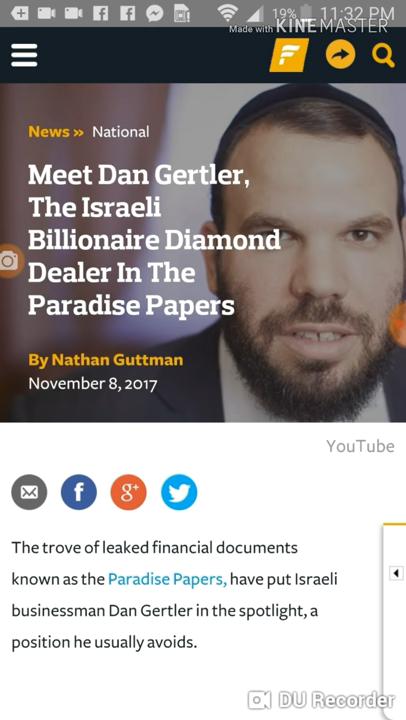 19% 11:32 PM
Made with KINEMASTER
F
News » National
Meet Dan Gertler,
The Israeli
Billionaire Diamond
Dealer In The
Paradise Papers
By Nathan Guttman
November 8, 2017
YouTube
f g+
The trove of leaked financial documents
known as the Paradise Papers, have put Israeli
businessman Dan Gertler in the spotlight, a
position he usually avoids.
DU Recorder